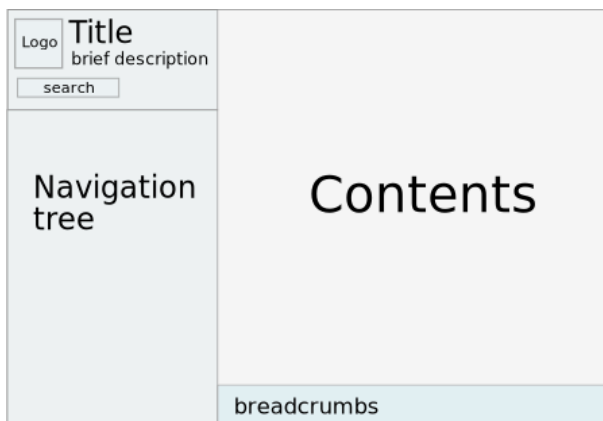 Logo
Title
brief description
search
Navigation
tree
Contents
breadcrumbs